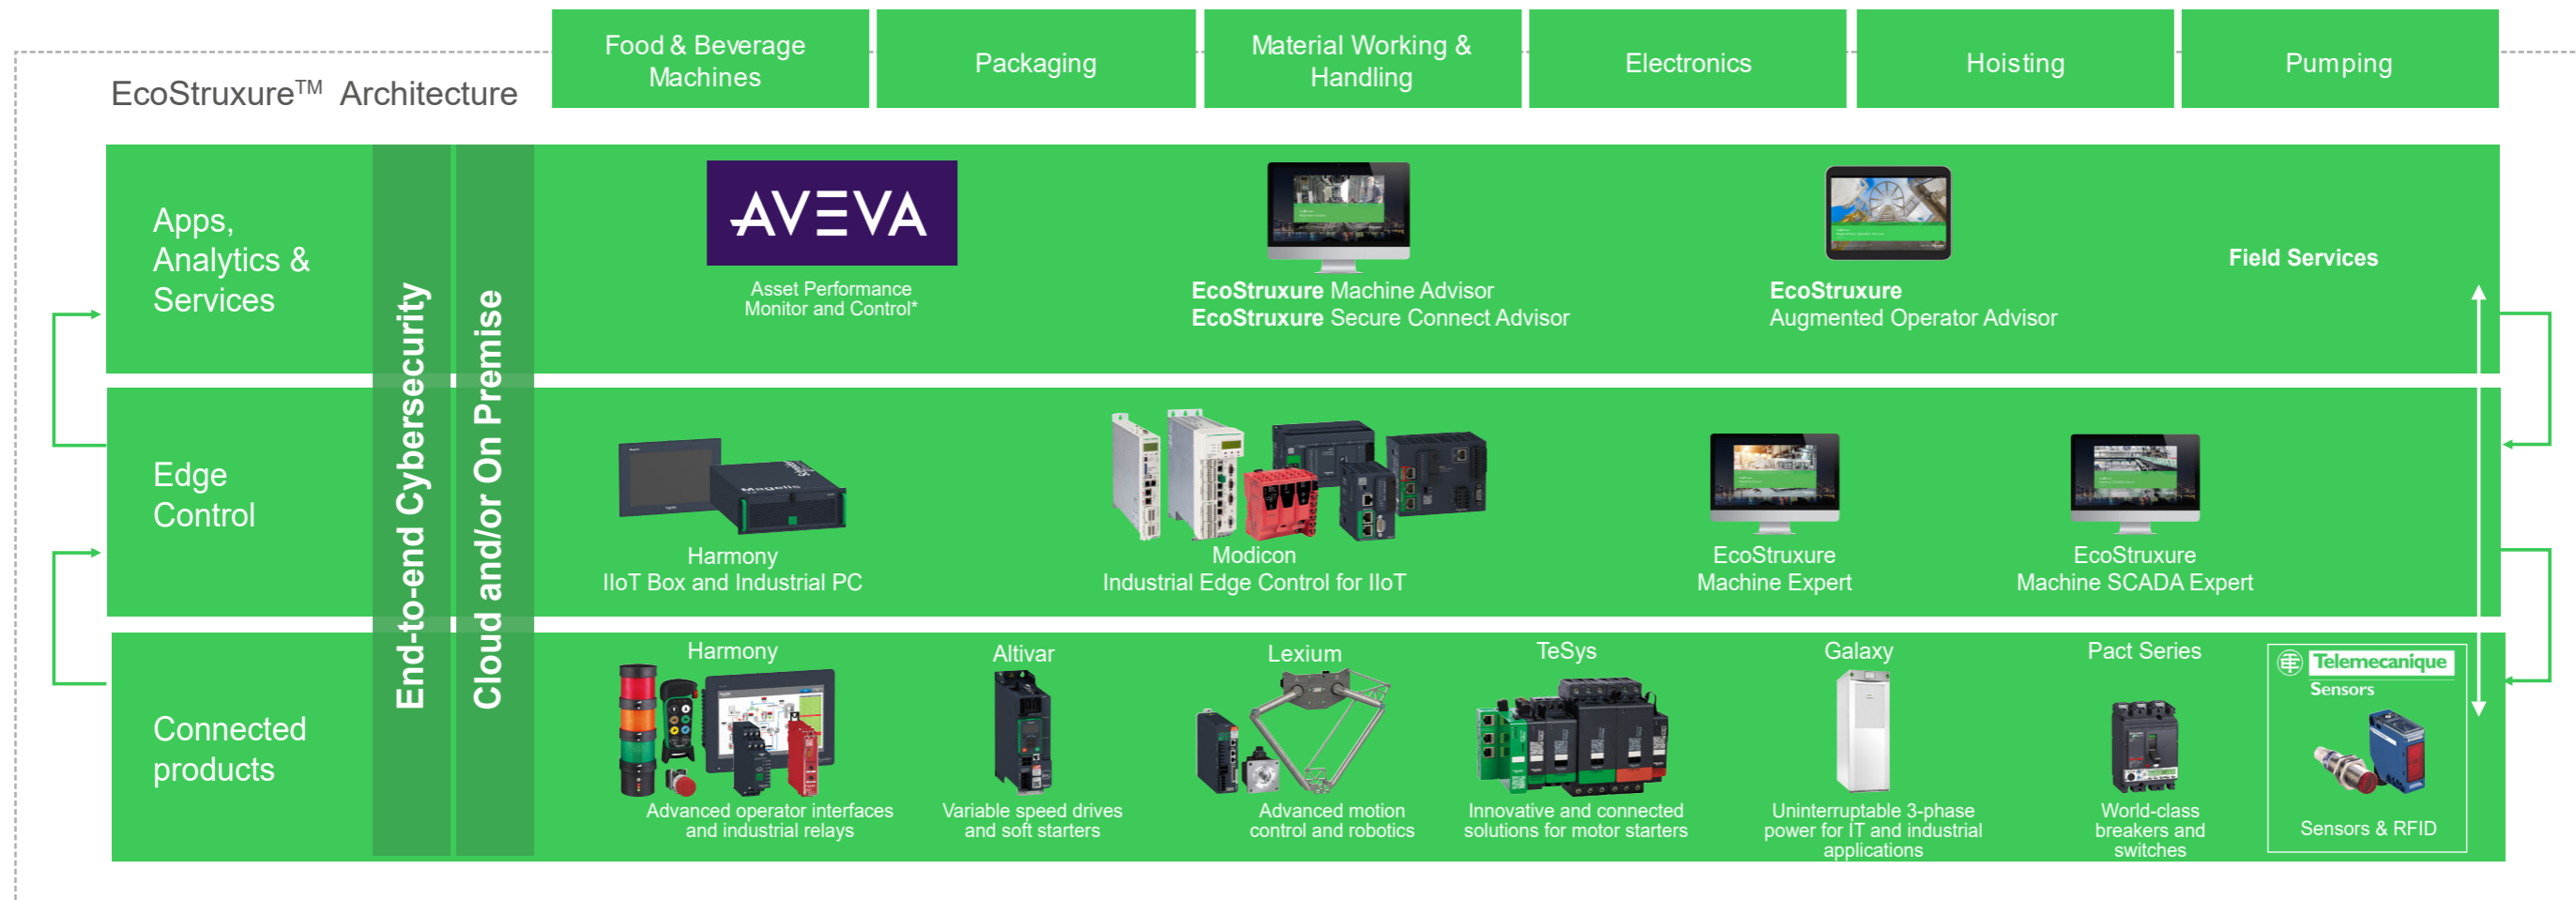 Food & Beverage
Machines
Packaging
Material Working &
Handling
Electronics
Hoisting
Pumping
EcoStruxure™ Architecture
Apps,
Analytics &
Services
End-to-end Cybersecurity
Cloud and/or On Premise
AVEVA
Asset Performance
Monitor and Control*
EcoStruxure Machine Advisor
EcoStruxure Secure Connect Advisor
EcoStruxure
Augmented Operator Advisor
Field Services
Edge
Control
Magelis
Harmony
IIoT Box and Industrial PC
Modicon
Industrial Edge Control for IIoT
EcoStruxure
Machine Expert
EcoStruxure
Machine SCADA Expert
Connected
products
Harmony
Advanced operator interfaces
and industrial relays
Altivar
Variable speed drives
and soft starters
Lexium
Advanced motion
control and robotics
TeSys
Innovative and connected
solutions for motor starters
Galaxy
Uninterruptable 3-phase
power for IT and industrial
applications
Pact Series
World-class
breakers and
switches
Telemecanique
Sensors
Sensors & RFID